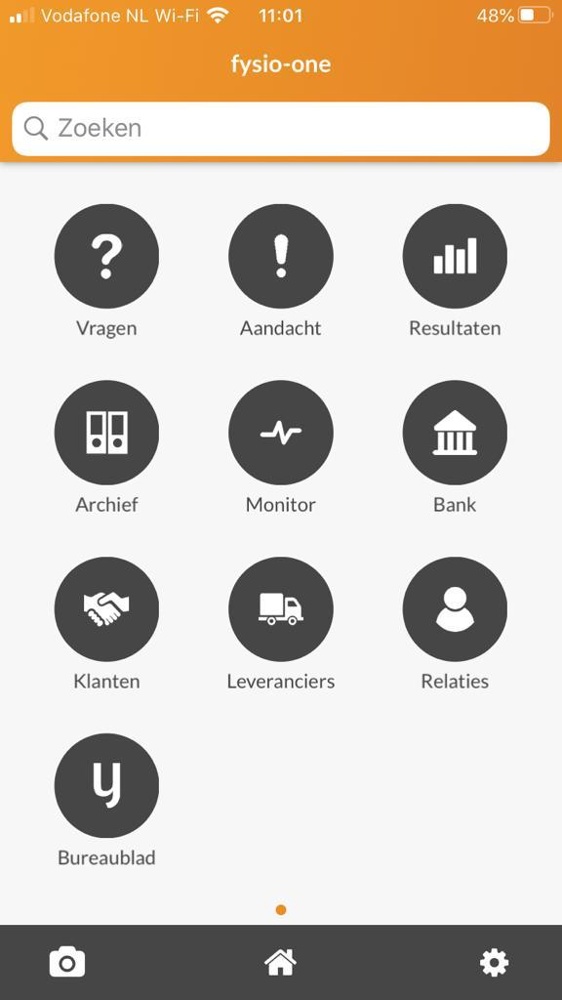 Vodafone NL Wi-Fi 11:01 48%
fysio-one
Zoeken
Vragen Aandacht Resultaten
Archief Monitor Bank
Klanten Leveranciers Relaties
y
Bureaublad